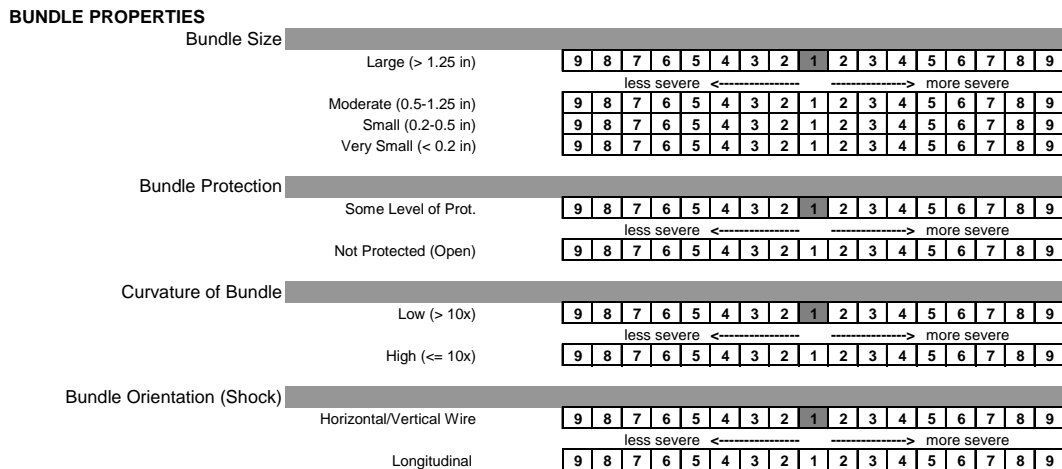 BUNDLE PROPERTIES
Bundle Size
Large (> 1.25 in) 9 8 7 6 5 4 3 2 1 2 3 4 5 6 7 8 9
less severe <---------------- ---------------> more severe
Moderate (0.5-1.25 in) 9 8 7 6 5 4 3 2 1 2 3 4 5 6 7 8 9
Small (0.2-0.5 in) 9 8 7 6 5 4 3 2 1 2 3 4 5 6 7 8 9
Very Small (< 0.2 in) 9 8 7 6 5 4 3 2 1 2 3 4 5 6 7 8 9
Bundle Protection
Some Level of Prot. 9 8 7 6 5 4 3 2 1 2 3 4 5 6 7 8 9
less severe <---------------- ---------------> more severe
Not Protected (Open) 9 8 7 6 5 4 3 2 1 2 3 4 5 6 7 8 9
Curvature of Bundle
Low (> 10x) 9 8 7 6 5 4 3 2 1 2 3 4 5 6 7 8 9
less severe <---------------- ---------------> more severe
High (<= 10x) 9 8 7 6 5 4 3 2 1 2 3 4 5 6 7 8 9
Bundle Orientation (Shock)
Horizontal/Vertical Wire 9 8 7 6 5 4 3 2 1 2 3 4 5 6 7 8 9
less severe <---------------- ---------------> more severe
Longitudinal 9 8 7 6 5 4 3 2 1 2 3 4 5 6 7 8 9